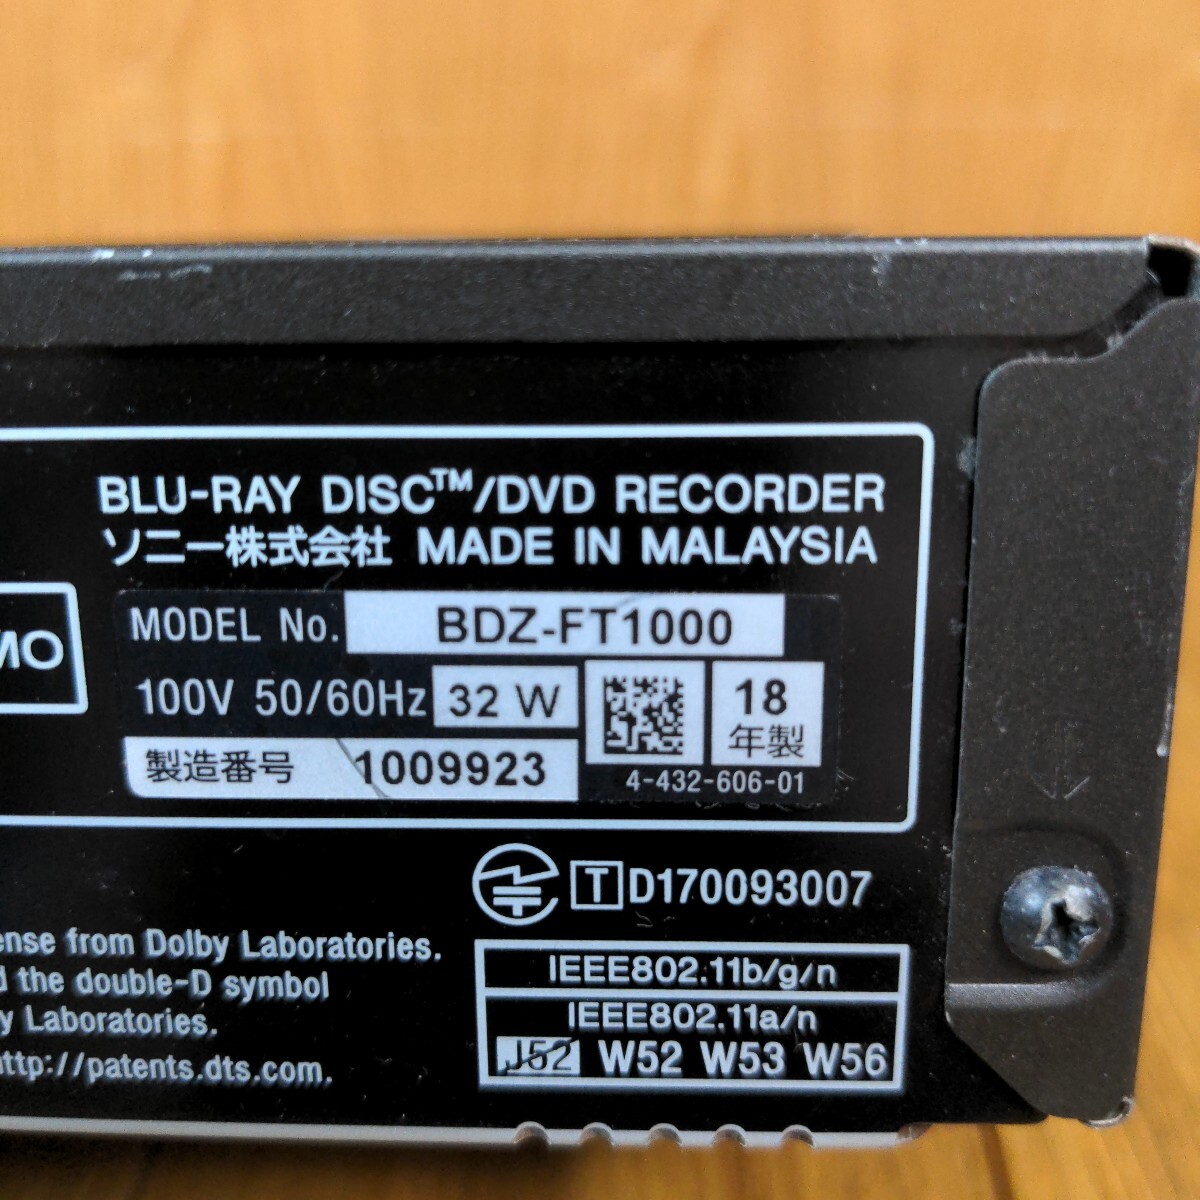 BLU-RAY DISC™/DVD RECORDER
ソニー株式会社 MADE IN MALAYSIA
MO
MODEL No. BDZ-FT1000
100V 50/60Hz 32 W
18
年製
製造番号 1009923
4-432-606-01
T D170093007
ense from Dolby Laboratories.
d the double-D symbol
y Laboratories.
http://patents.dts.com.
IEEE802.11b/g/n
IEEE802.11a/n
J52 W52 W53 W56